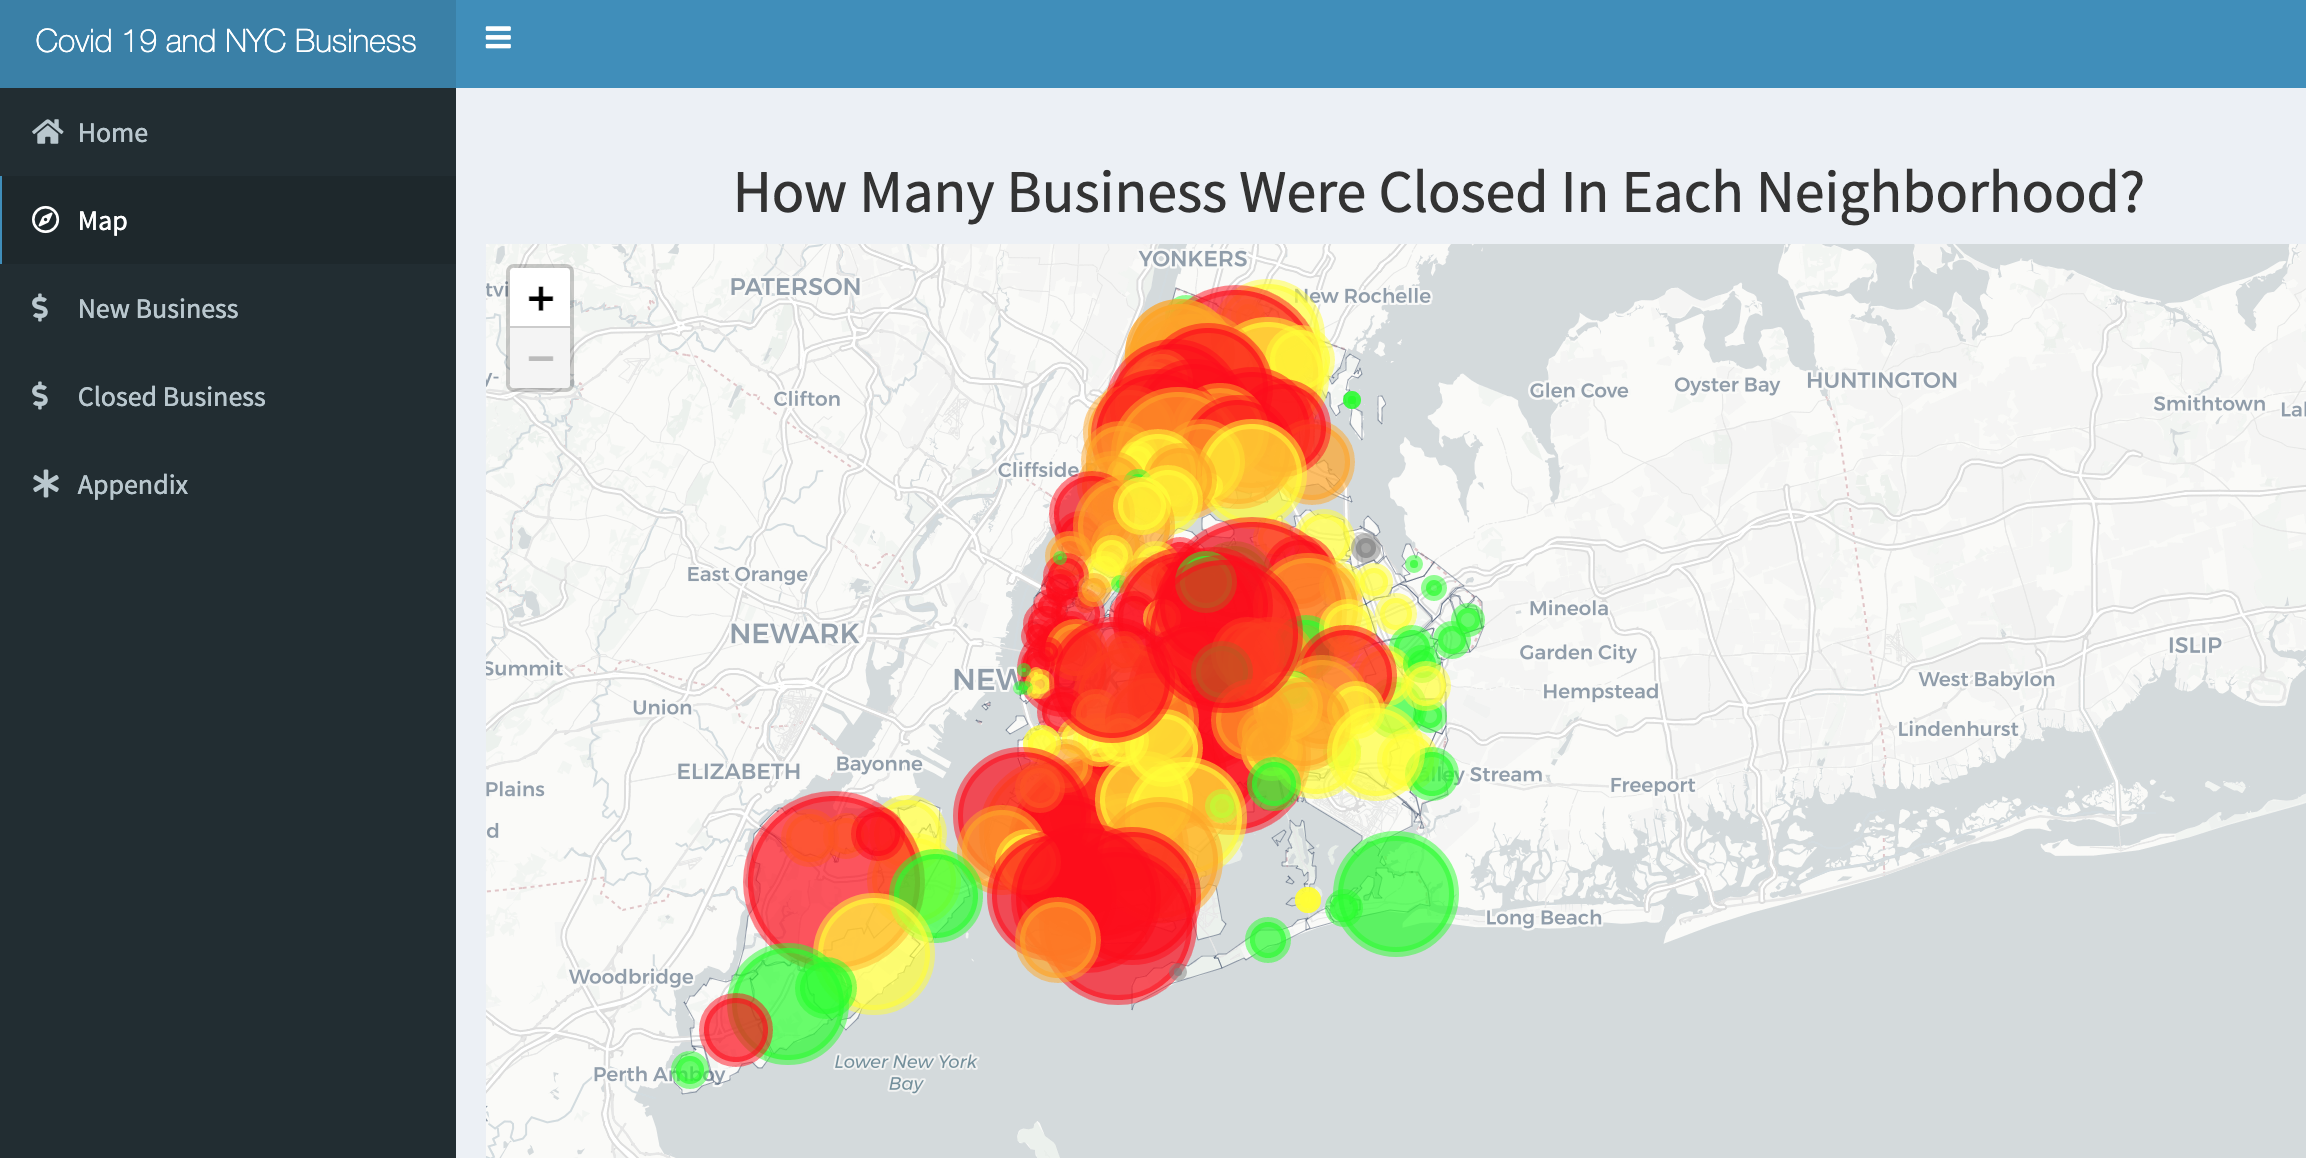 Covid 19 and NYC Business
Home
Map
New Business
Closed Business
Appendix
How Many Business Were Closed In Each Neighborhood?
+
−
YONKERS
PATERSON
New Rochelle
Glen Cove
Oyster Bay
HUNTINGTON
Clifton
Smithtown
Cliffside
East Orange
Mineola
NEWARK
ISLIP
Garden City
Summit
NEW
West Babylon
Hempstead
Union
Lindenhurst
Bayonne
ELIZABETH
alley Stream
Freeport
Plains
d
Long Beach
Woodbridge
Lower New York
Bay
Perth Amboy